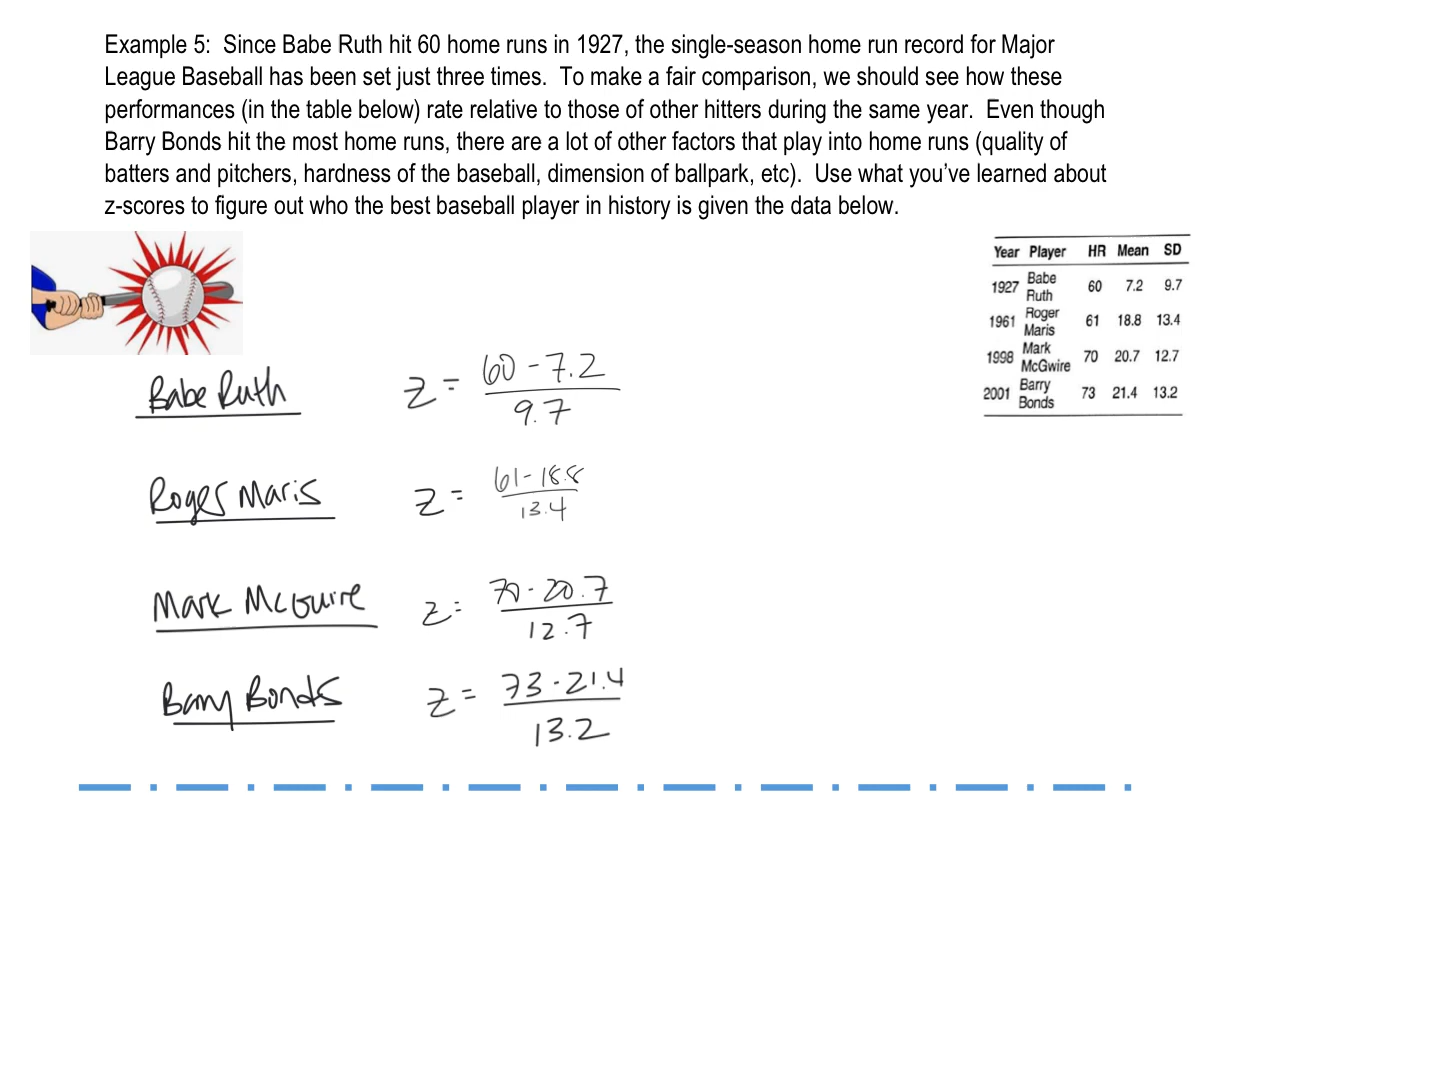 Example 5: Since Babe Ruth hit 60 home runs in 1927, the single-season home run record for Major
League Baseball has been set just three times. To make a fair comparison, we should see how these
performances (in the table below) rate relative to those of other hitters during the same year. Even though
Barry Bonds hit the most home runs, there are a lot of other factors that play into home runs (quality of
batters and pitchers, hardness of the baseball, dimension of ballpark, etc). Use what you've learned about
z-scores to figure out who the best baseball player in history is given the data below.
Year Player HR Mean SD
1927 Babe Ruth 60 7.2 9.7
1961 Roger Maris 61 18.8 13.4
1998 Mark McGwire 70 20.7 12.7
2001 Barry Bonds 73 21.4 13.2
Babe Ruth z = 60 - 7.2
9.7
Roger Maris z = 61 - 18.8
13.4
Mark McGuire z = 70 - 20.7
12.7
Barry Bonds z = 73 - 21.4
13.2